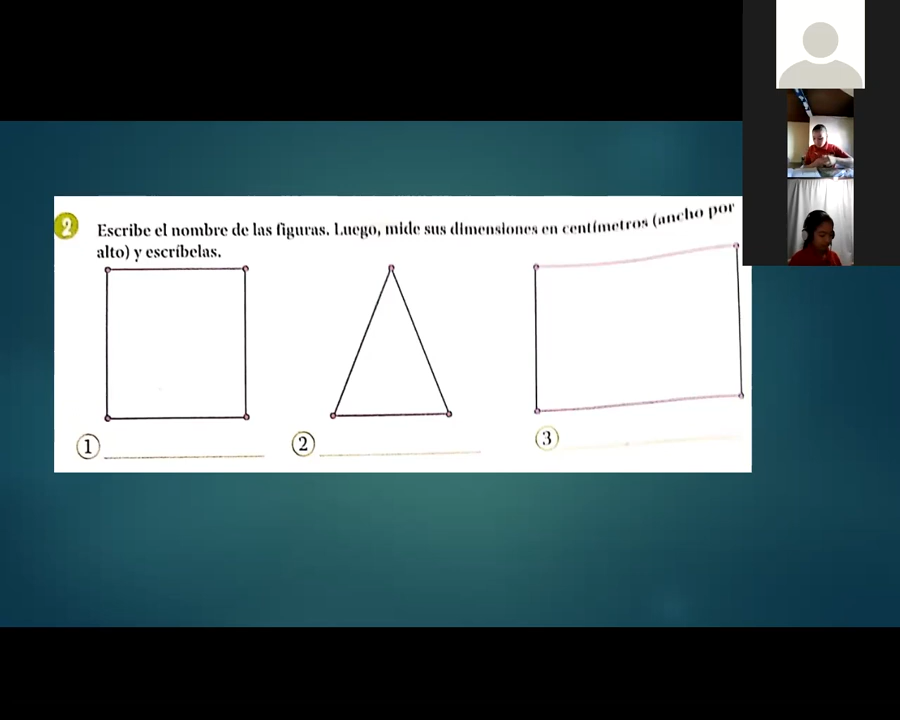 2
Escribe el nombre de las figuras. Luego, mide sus dimensiones en centímetros (ancho por
alto) y escríbelas.
1
2
3